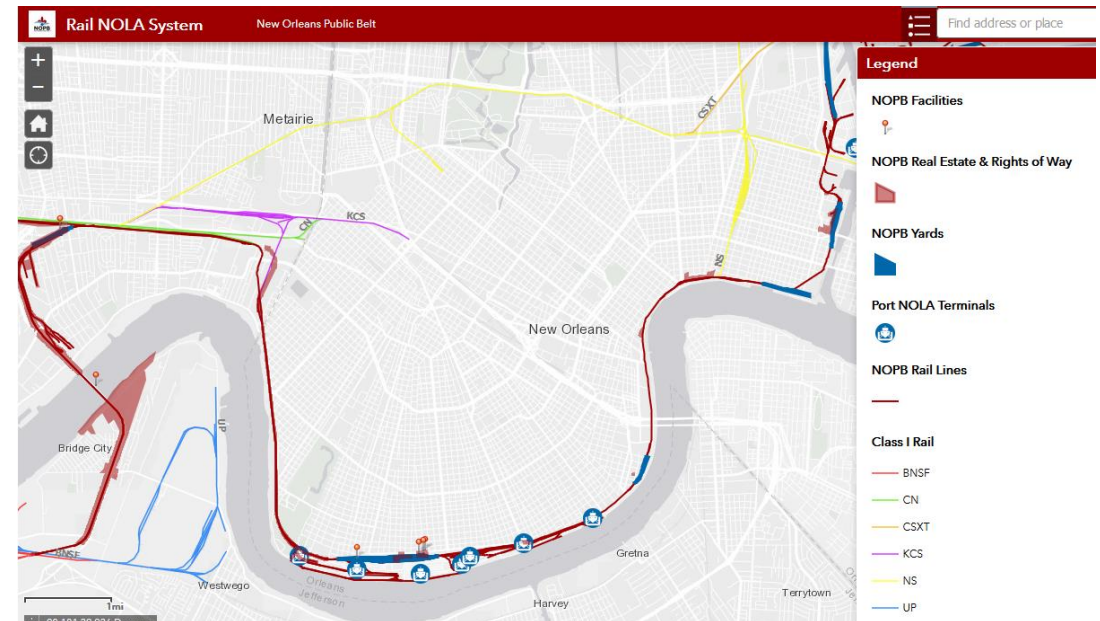 NOPB
Rail NOLA System
New Orleans Public Belt
Find address or place
+
−
Legend
NOPB Facilities
NOPB Real Estate & Rights of Way
NOPB Yards
Port NOLA Terminals
NOPB Rail Lines
Class I Rail
BNSF
CN
CSXT
KCS
NS
UP
Metairie
CSXT
KCS
CN
NS
New Orleans
UP
Bridge City
BNSF
Westwego
Orleans
Jefferson
Gretna
Harvey
Terrytown
1mi